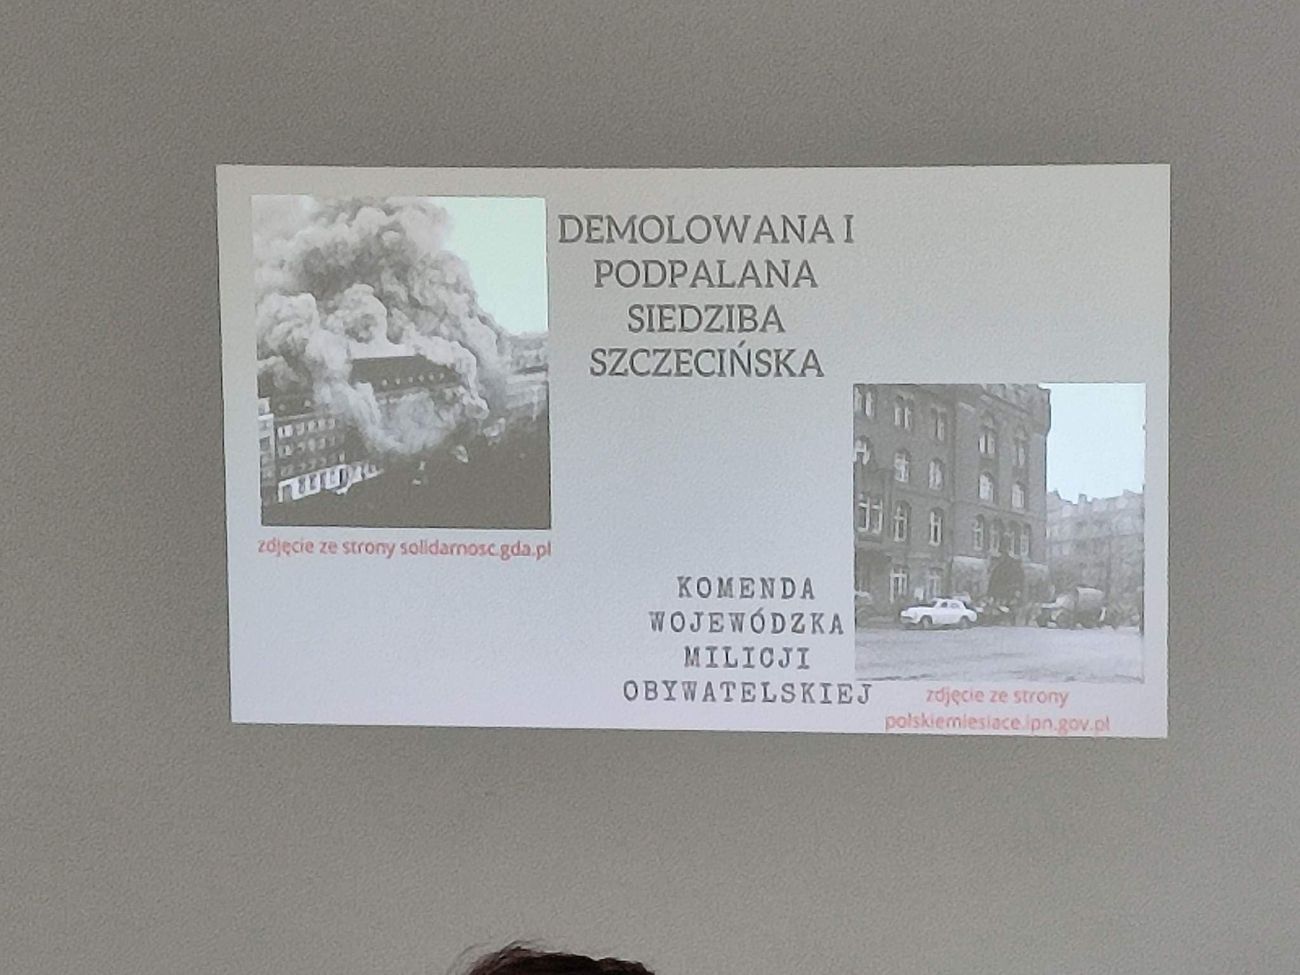 DEMOLOWANA I
PODPALANA
SIEDZIBA
SZCZECIŃSKA
zdjęcie ze strony solidarnosc.gda.pl
KOMENDA
WOJEWÓDZKA
MILICJI
OBYWATELSKIEJ
zdjęcie ze strony
polskiemiesiace.ipn.gov.pl